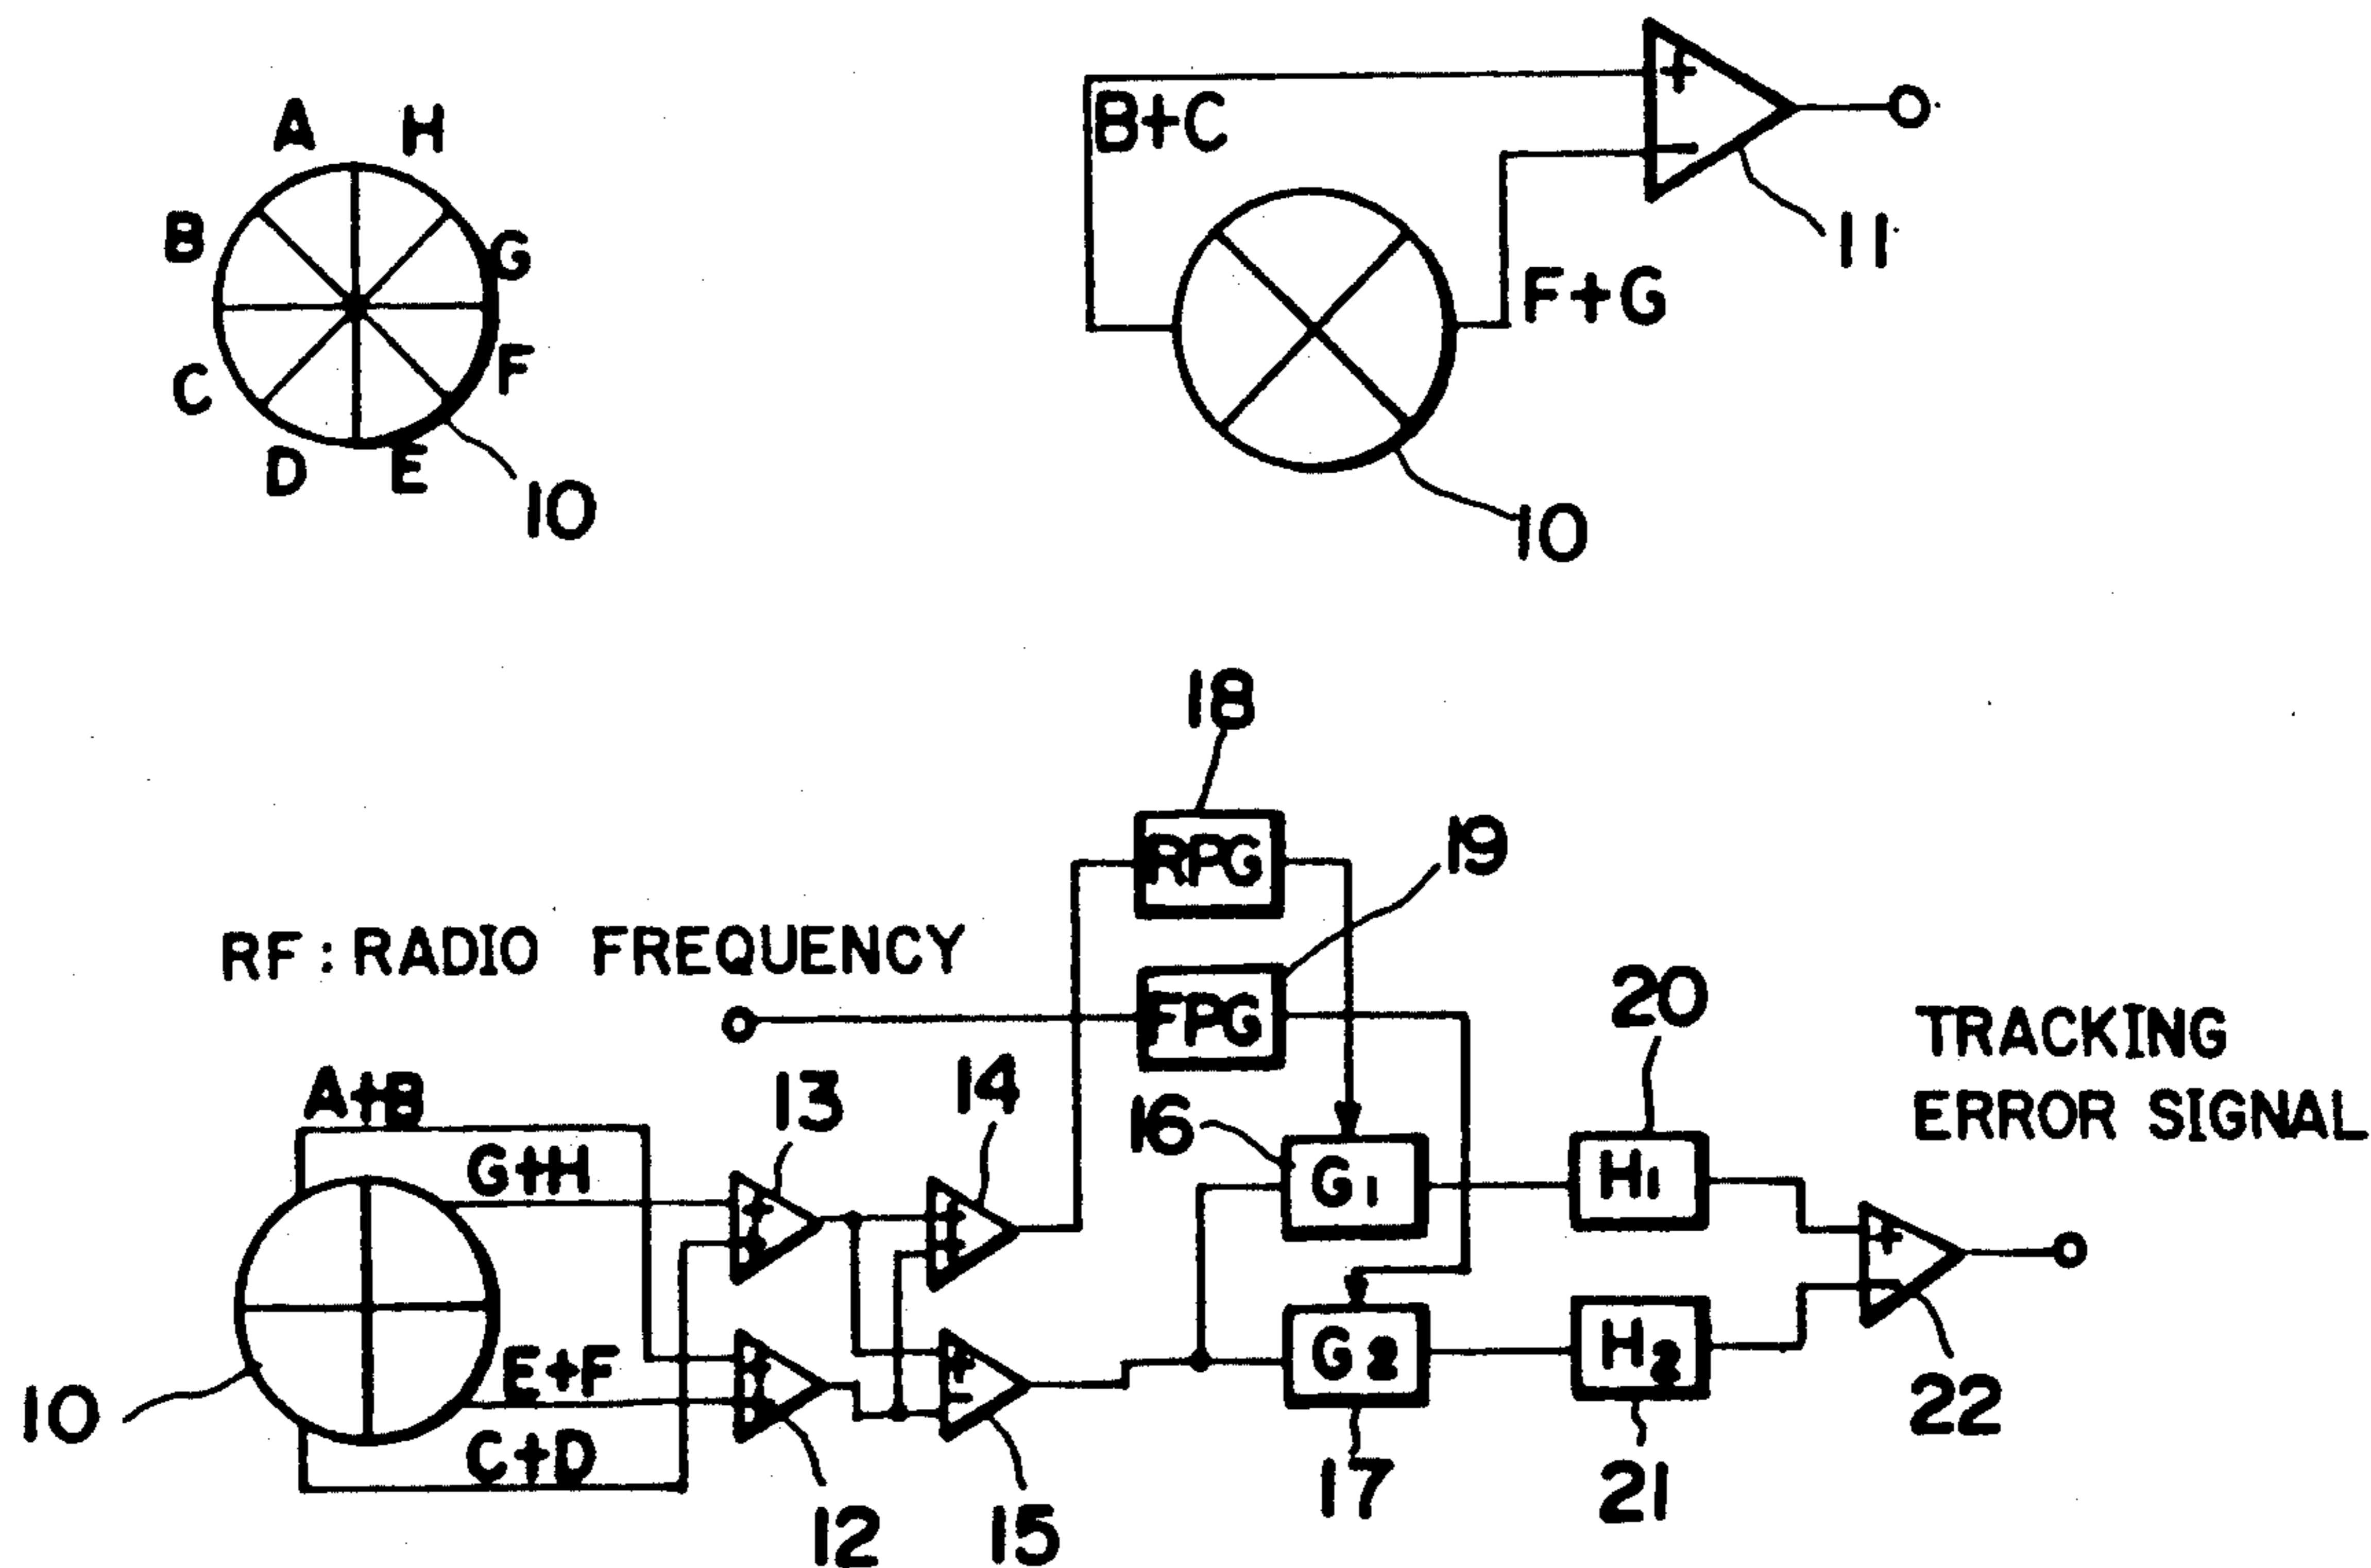 A H
B G
C F
D E
10
B+C
+
−
11
F+G
10
18
RPG
19
RF : RADIO FREQUENCY
FPG
20
TRACKING
ERROR SIGNAL
A+B
13
14
16
G+H
G1
H1
+
+
−
22
E+F
+
−
G2
H2
10
C+D
12
15
17
21